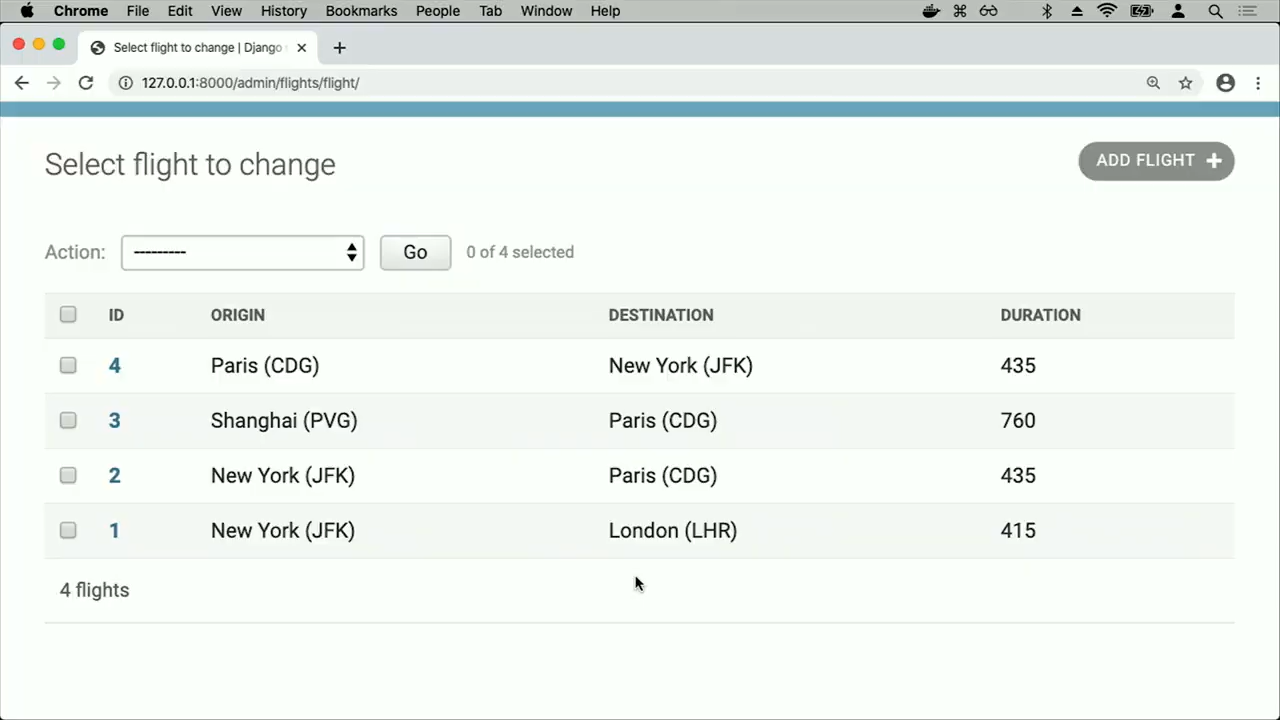 Chrome File Edit View History Bookmarks People Tab Window Help
Select flight to change | Django
127.0.0.1:8000/admin/flights/flight/
Select flight to change
ADD FLIGHT +
Action: --------- Go 0 of 4 selected
ID ORIGIN DESTINATION DURATION
4 Paris (CDG) New York (JFK) 435
3 Shanghai (PVG) Paris (CDG) 760
2 New York (JFK) Paris (CDG) 435
1 New York (JFK) London (LHR) 415
4 flights